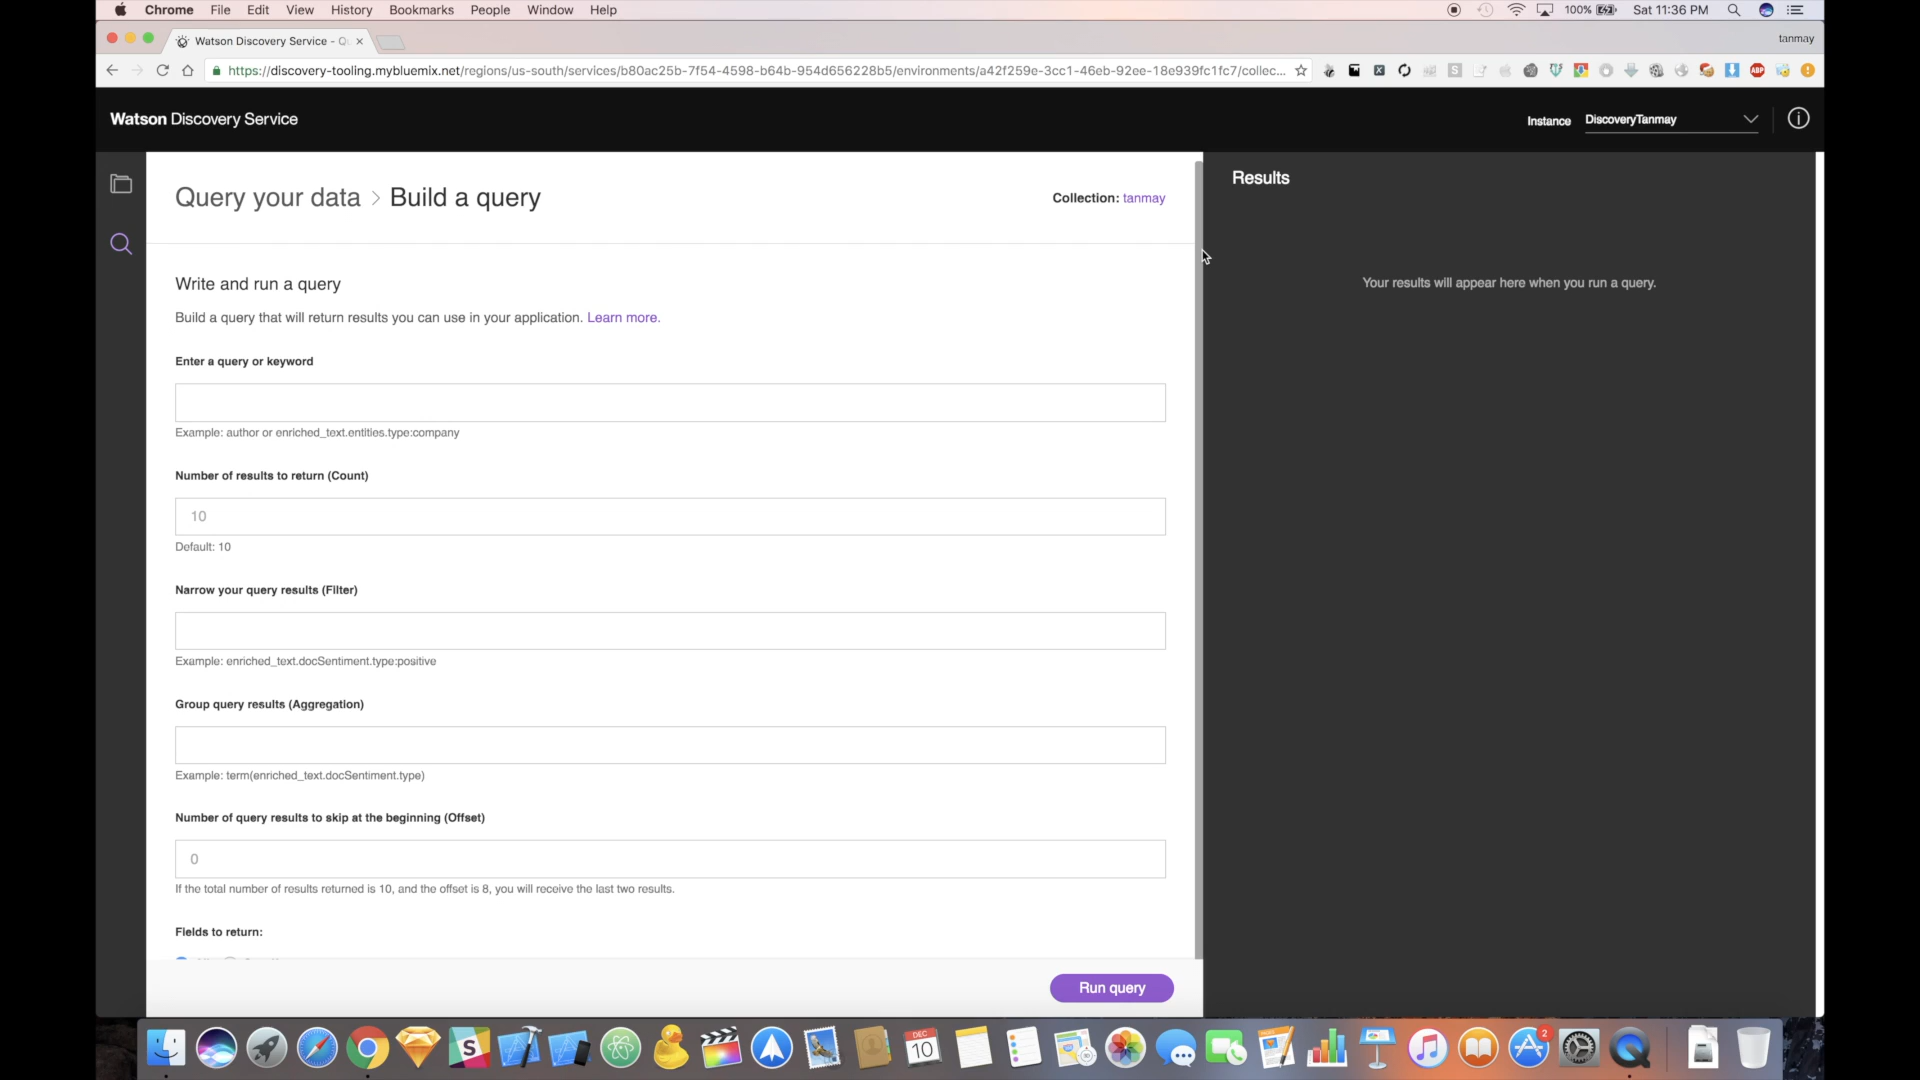 Chrome File Edit View History Bookmarks People Window Help
100% Sat 11:36 PM
Watson Discovery Service - Q
tanmay
https://discovery-tooling.mybluemix.net/regions/us-south/services/b80ac25b-7f54-4598-b64b-954d656228b5/environments/a42f259e-3cc1-46eb-92ee-18e939fc1fc7/collec...
ABP
Watson Discovery Service
Instance DiscoveryTanmay
Query your data > Build a query
Collection: tanmay
Results
Write and run a query
Your results will appear here when you run a query.
Build a query that will return results you can use in your application. Learn more.
Enter a query or keyword
Example: author or enriched_text.entities.type:company
Number of results to return (Count)
10
Default: 10
Narrow your query results (Filter)
Example: enriched_text.docSentiment.type:positive
Group query results (Aggregation)
Example: term(enriched_text.docSentiment.type)
Number of query results to skip at the beginning (Offset)
0
If the total number of results returned is 10, and the offset is 8, you will receive the last two results.
Fields to return:
Run query
DEC
10
2